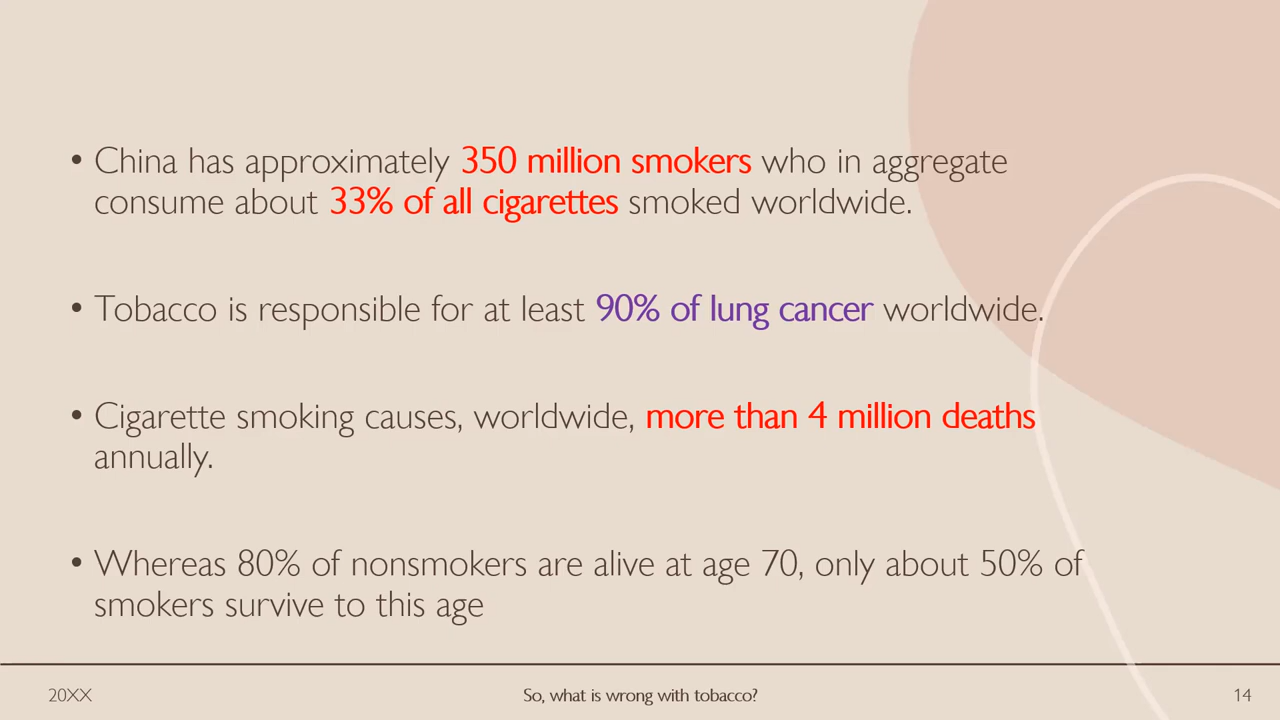 • China has approximately 350 million smokers who in aggregate
consume about 33% of all cigarettes smoked worldwide.
• Tobacco is responsible for at least 90% of lung cancer worldwide.
• Cigarette smoking causes, worldwide, more than 4 million deaths
annually.
• Whereas 80% of nonsmokers are alive at age 70, only about 50% of
smokers survive to this age
20XX
So, what is wrong with tobacco?
14